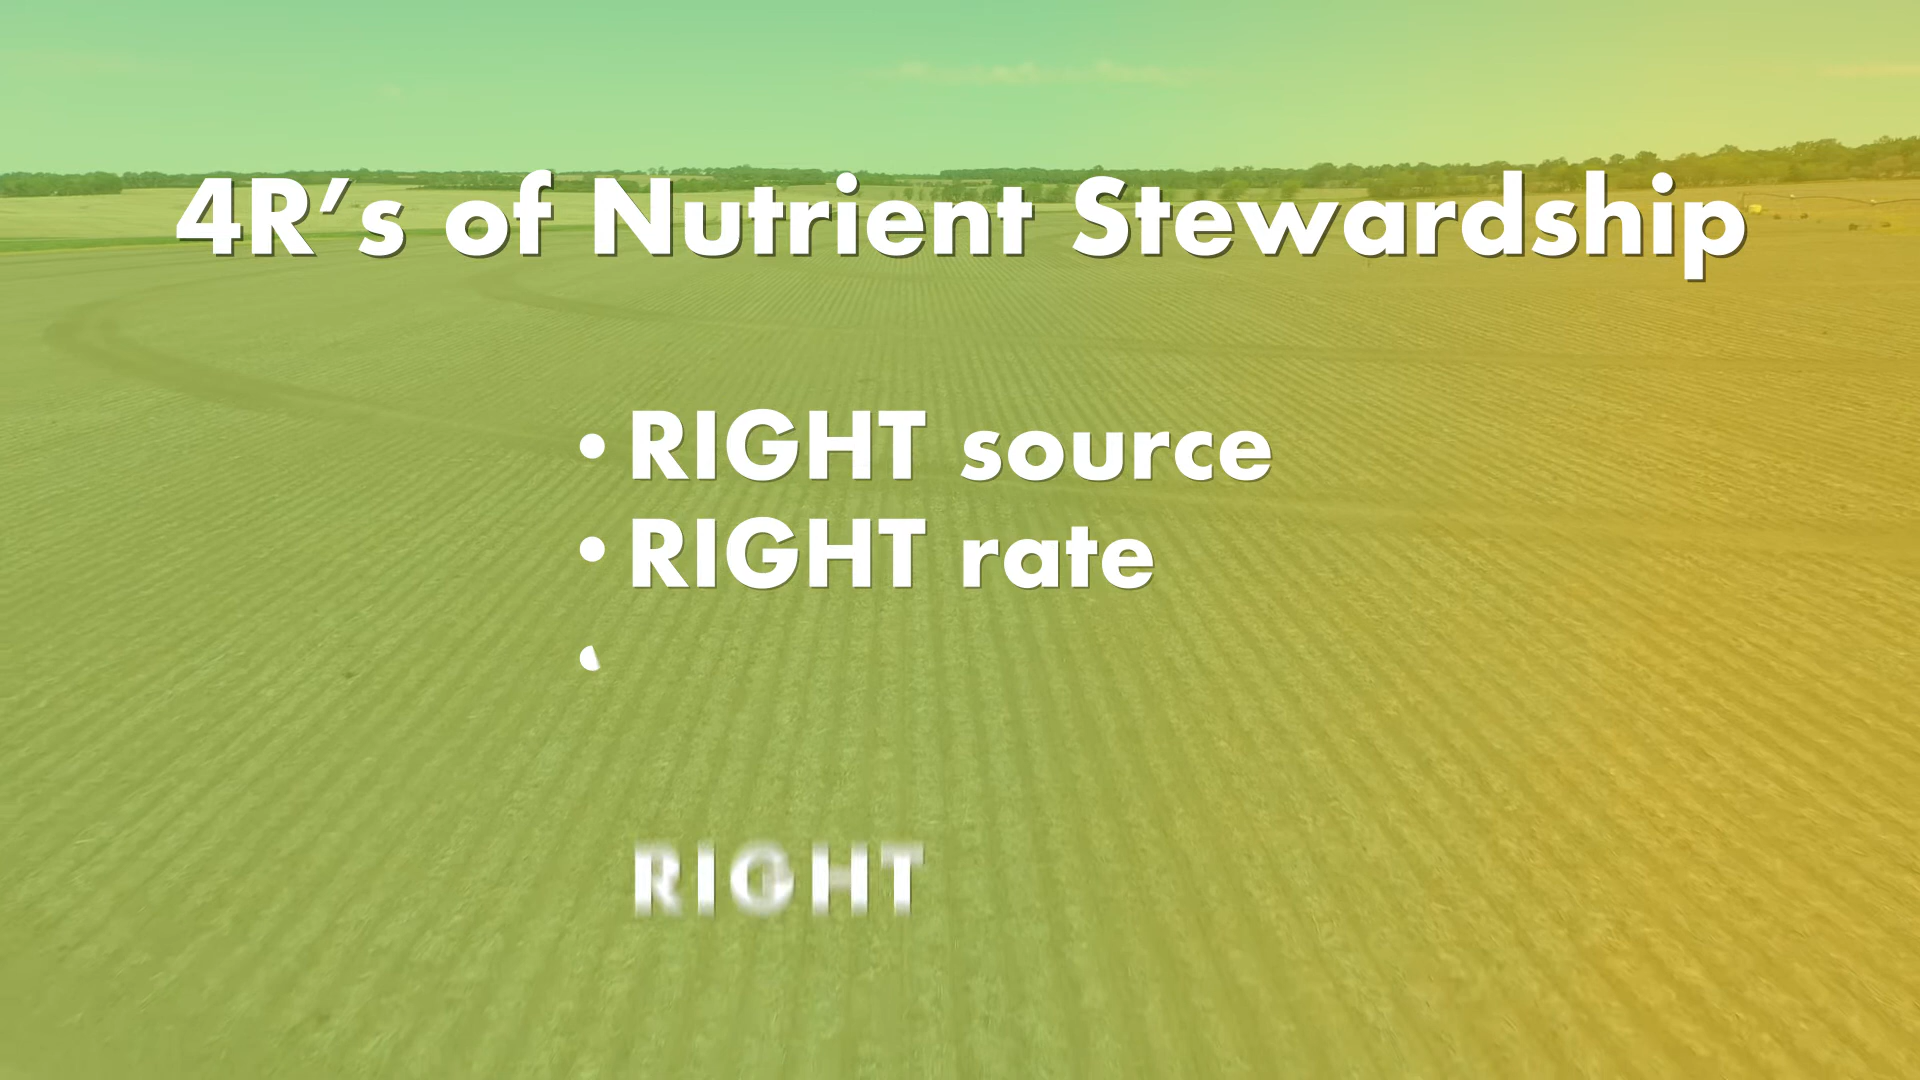 4R’s of Nutrient Stewardship
• RIGHT source
• RIGHT rate
•
RIGHT